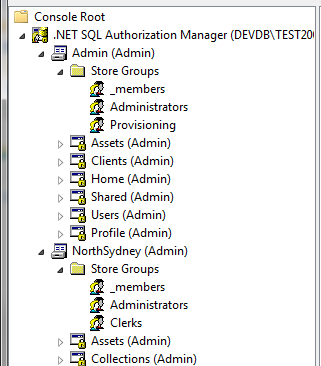 Console Root
.NET SQL Authorization Manager (DEVDB\TEST20
Admin (Admin)
Store Groups
_members
Administrators
Provisioning
Assets (Admin)
Clients (Admin)
Home (Admin)
Shared (Admin)
Users (Admin)
Profile (Admin)
NorthSydney (Admin)
Store Groups
_members
Administrators
Clerks
Assets (Admin)
Collections (Admin)